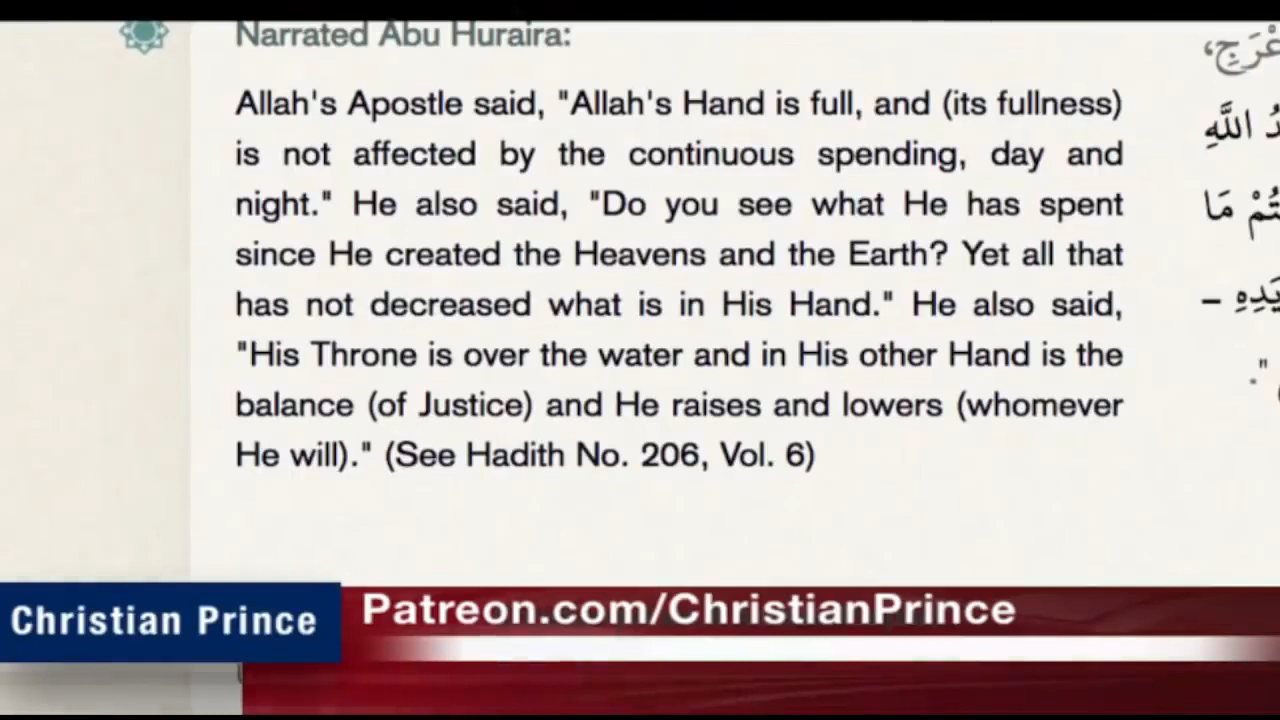 Narrated Abu Huraira:
Allah's Apostle said, "Allah's Hand is full, and (its fullness)
is not affected by the continuous spending, day and
night." He also said, "Do you see what He has spent
since He created the Heavens and the Earth? Yet all that
has not decreased what is in His Hand." He also said,
"His Throne is over the water and in His other Hand is the
balance (of Justice) and He raises and lowers (whomever
He will)." (See Hadith No. 206, Vol. 6)
اللَّهِ
مَا
Christian Prince
Patreon.com/ChristianPrince